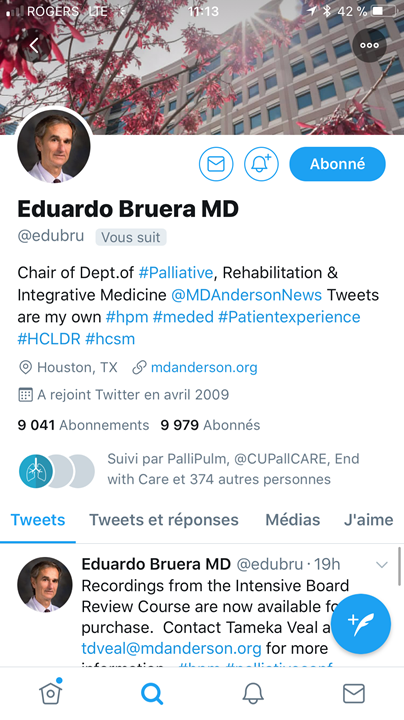 ROGERS LTE 11:13 42 %
Abonné
Eduardo Bruera MD
@edubru Vous suit
Chair of Dept.of #Palliative, Rehabilitation &
Integrative Medicine @MDAndersonNews Tweets
are my own #hpm #meded #Patientexperience
#HCLDR #hcsm
Houston, TX mdanderson.org
A rejoint Twitter en avril 2009
9 041 Abonnements 9 979 Abonnés
Suivi par PalliPulm, @CUPallCARE, End
with Care et 374 autres personnes
Tweets Tweets et réponses Médias J'aime
Eduardo Bruera MD @edubru · 19h
Recordings from the Intensive Board
Review Course are now available
purchase. Contact Tameka Veal
tdveal@mdanderson.org for more